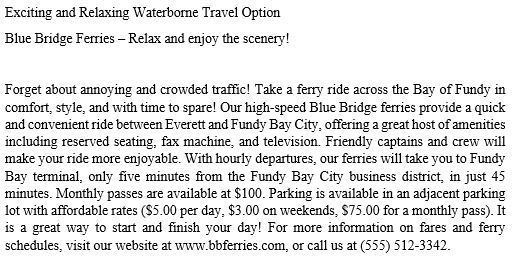 Exciting and Relaxing Waterborne Travel Option
Blue Bridge Ferries – Relax and enjoy the scenery!
Forget about annoying and crowded traffic! Take a ferry ride across the Bay of Fundy in
comfort, style, and with time to spare! Our high-speed Blue Bridge ferries provide a quick
and convenient ride between Everett and Fundy Bay City, offering a great host of amenities
including reserved seating, fax machine, and television. Friendly captains and crew will
make your ride more enjoyable. With hourly departures, our ferries will take you to Fundy
Bay terminal, only five minutes from the Fundy Bay City business district, in just 45
minutes. Monthly passes are available at $100. Parking is available in an adjacent parking
lot with affordable rates ($5.00 per day, $3.00 on weekends, $75.00 for a monthly pass). It
is a great way to start and finish your day! For more information on fares and ferry
schedules, visit our website at www.bbferries.com, or call us at (555) 512-3342.